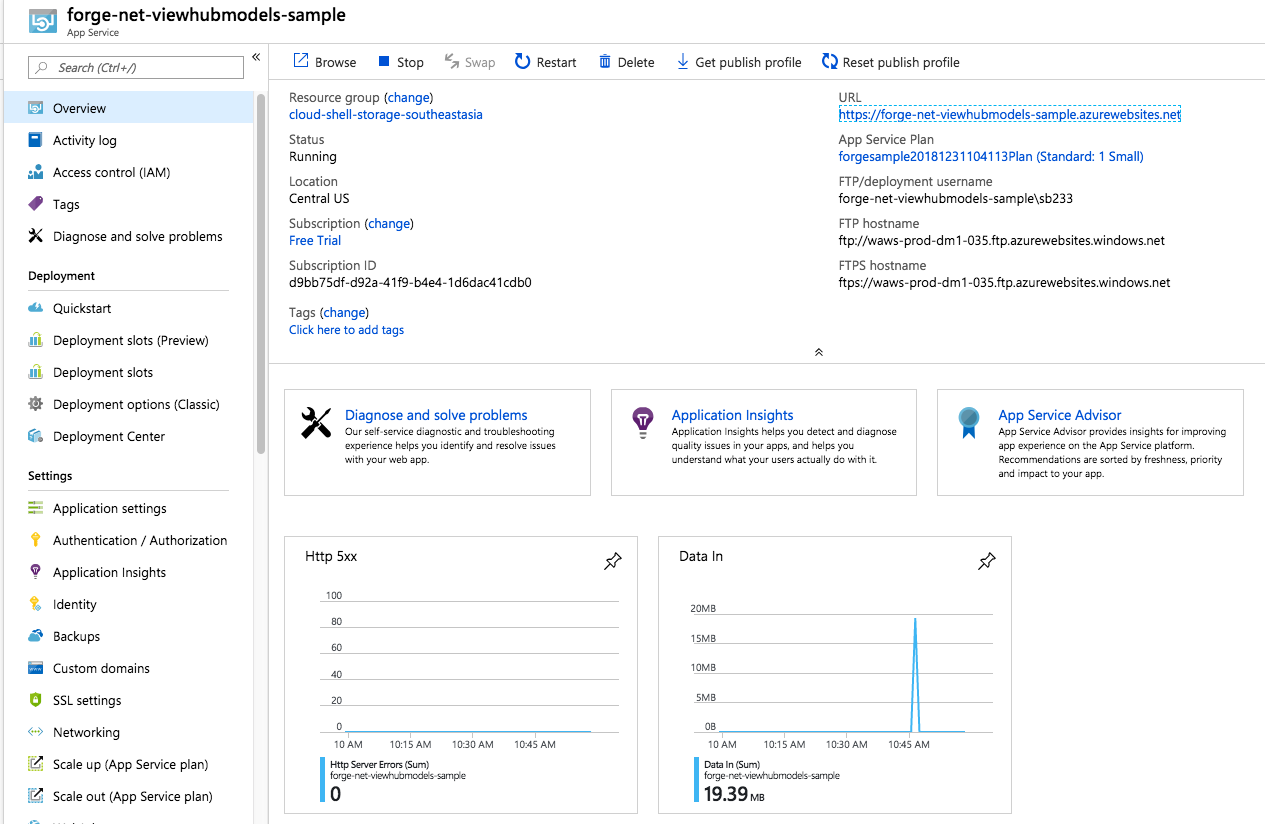 forge-net-viewhubmodels-sample
App Service
Search (Ctrl+/)
«
Overview
Activity log
Access control (IAM)
Tags
Diagnose and solve problems
Deployment
Quickstart
Deployment slots (Preview)
Deployment slots
Deployment options (Classic)
Deployment Center
Settings
Application settings
Authentication / Authorization
Application Insights
Identity
Backups
Custom domains
SSL settings
Networking
Scale up (App Service plan)
Scale out (App Service plan)
Browse Stop Swap Restart Delete Get publish profile Reset publish profile
Resource group (change)
cloud-shell-storage-southeastasia
Status
Running
Location
Central US
Subscription (change)
Free Trial
Subscription ID
d9bb75df-d92a-41f9-b4e4-1d6dac41cdb0
Tags (change)
Click here to add tags
URL
https://forge-net-viewhubmodels-sample.azurewebsites.net
App Service Plan
forgesample20181231104113Plan (Standard: 1 Small)
FTP/deployment username
forge-net-viewhubmodels-sample\sb233
FTP hostname
ftp://waws-prod-dm1-035.ftp.azurewebsites.windows.net
FTPS hostname
ftps://waws-prod-dm1-035.ftp.azurewebsites.windows.net
Diagnose and solve problems
Our self-service diagnostic and troubleshooting
experience helps you identify and resolve issues
with your web app.
Application Insights
Application Insights helps you detect and diagnose
quality issues in your apps, and helps you
understand what your users actually do with it.
App Service Advisor
App Service Advisor provides insights for improving
app experience on the App Service platform.
Recommendations are sorted by freshness, priority
and impact to your app.
Http 5xx
100
80
60
40
20
0
10 AM 10:15 AM 10:30 AM 10:45 AM
Http Server Errors (Sum)
forge-net-viewhubmodels-sample
0
Data In
20MB
15MB
10MB
5MB
0B
10 AM 10:15 AM 10:30 AM 10:45 AM
Data In (Sum)
forge-net-viewhubmodels-sample
19.39 MB